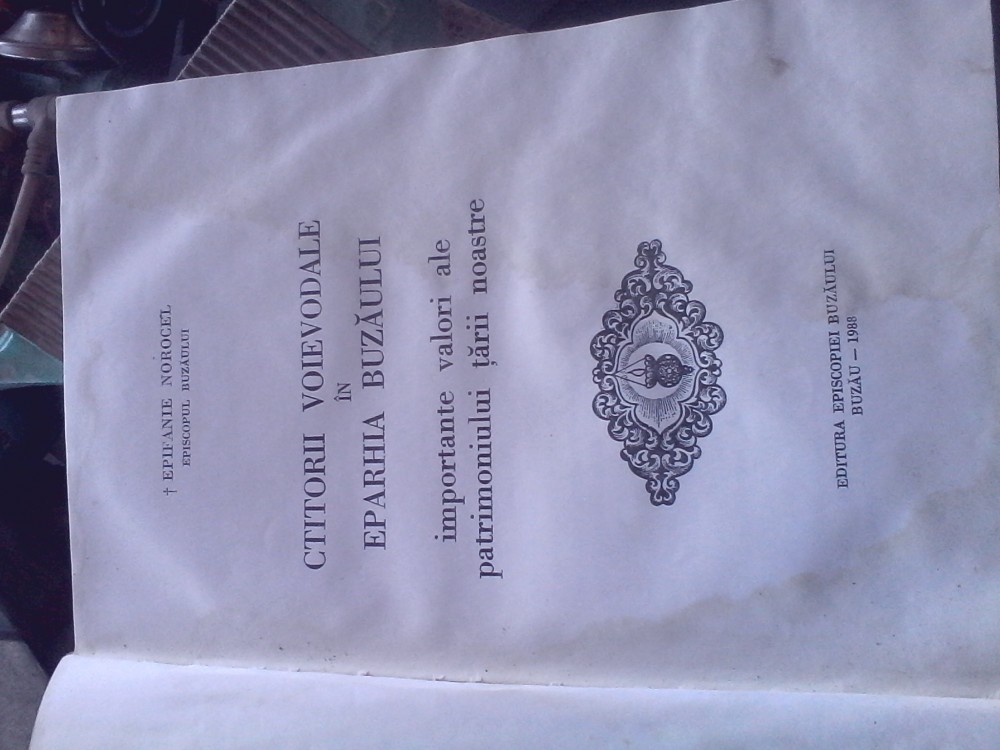 † EPIFANIE NOROCEL
EPISCOPUL BUZĂULUI
CTITORII VOIEVODALE
ÎN
EPARHIA BUZĂULUI
importante valori ale
patrimoniului țării noastre
EDITURA EPISCOPIEI BUZĂULUI
BUZĂU — 1988